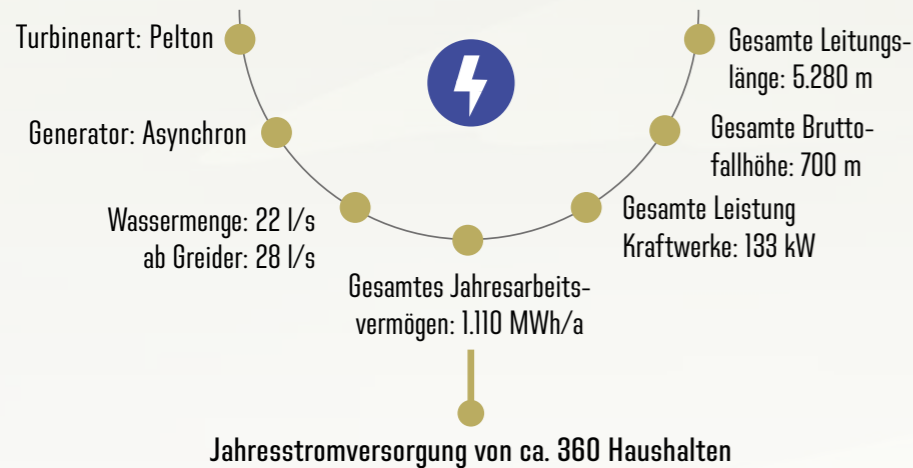 Turbinenart: Pelton
Generator: Asynchron
Wassermenge: 22 l/s
ab Greider: 28 l/s
Gesamtes Jahresarbeits-
vermögen: 1.110 MWh/a
Gesamte Leistung
Kraftwerke: 133 kW
Gesamte Brutto-
fallhöhe: 700 m
Gesamte Leitungs-
länge: 5.280 m
Jahresstromversorgung von ca. 360 Haushalten